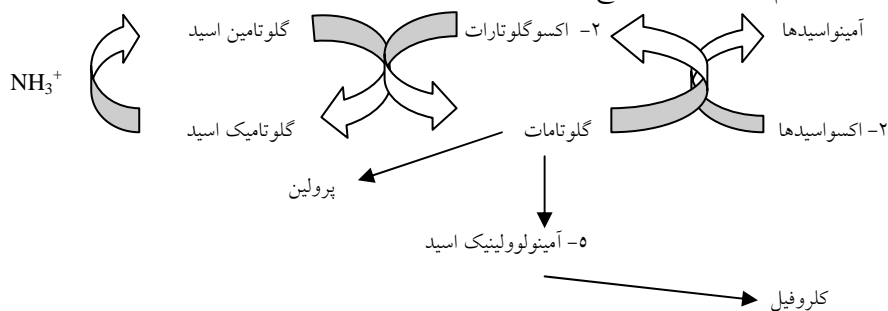 آمینواسیدها
۲- اکسوگلوتارات
گلوتامین اسید
NH₃⁺
۲- اکسواسیدها
گلوتامات
گلوتامیک اسید
پرولین
۵- آمینولوولینیک اسید
کلروفیل